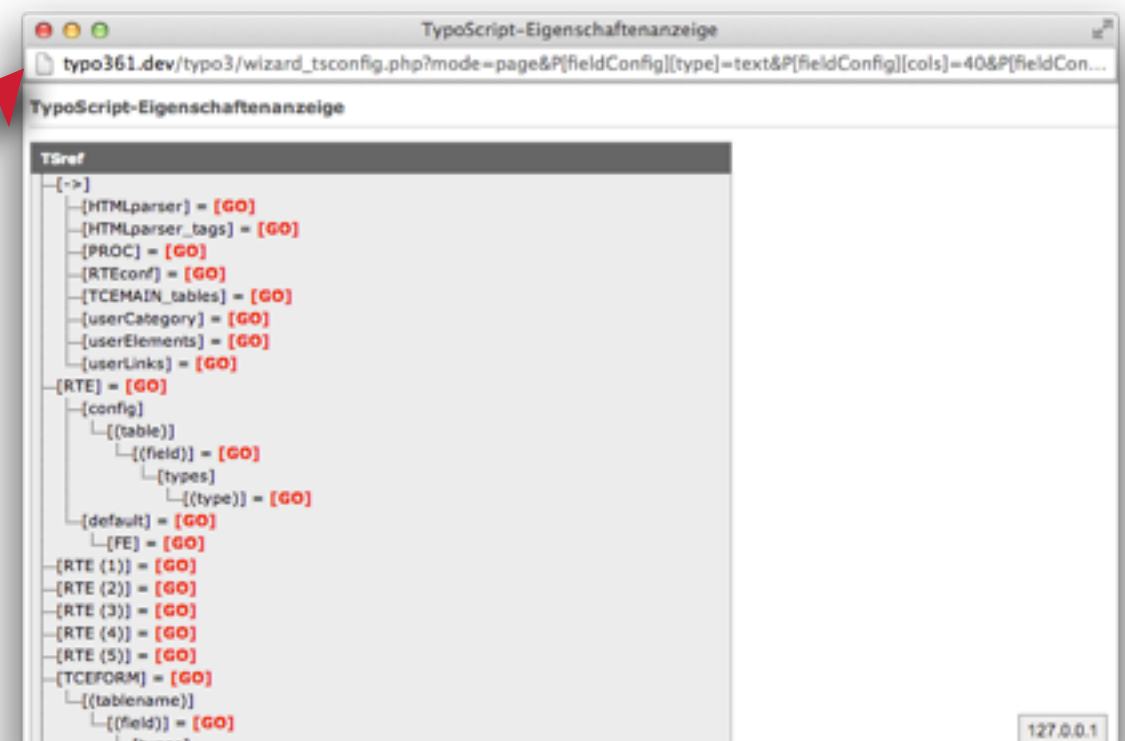 TypoScript-Eigenschaftenanzeige
typo361.dev/typo3/wizard_tsconfig.php?mode=page&P[fieldConfig][type]=text&P[fieldConfig][cols]=40&P[fieldCon...
TypoScript-Eigenschaftenanzeige
TSref
[->]
[HTMLparser] = [GO]
[HTMLparser_tags] = [GO]
[PROC] = [GO]
[RTEconf] = [GO]
[TCEMAIN_tables] = [GO]
[userCategory] = [GO]
[userElements] = [GO]
[userLinks] = [GO]
[RTE] = [GO]
[config]
[(table)]
[(field)] = [GO]
[types]
[(type)] = [GO]
[default] = [GO]
[FE] = [GO]
[RTE (1)] = [GO]
[RTE (2)] = [GO]
[RTE (3)] = [GO]
[RTE (4)] = [GO]
[RTE (5)] = [GO]
[TCEFORM] = [GO]
[(tablename)]
[(field)] = [GO]
127.0.0.1